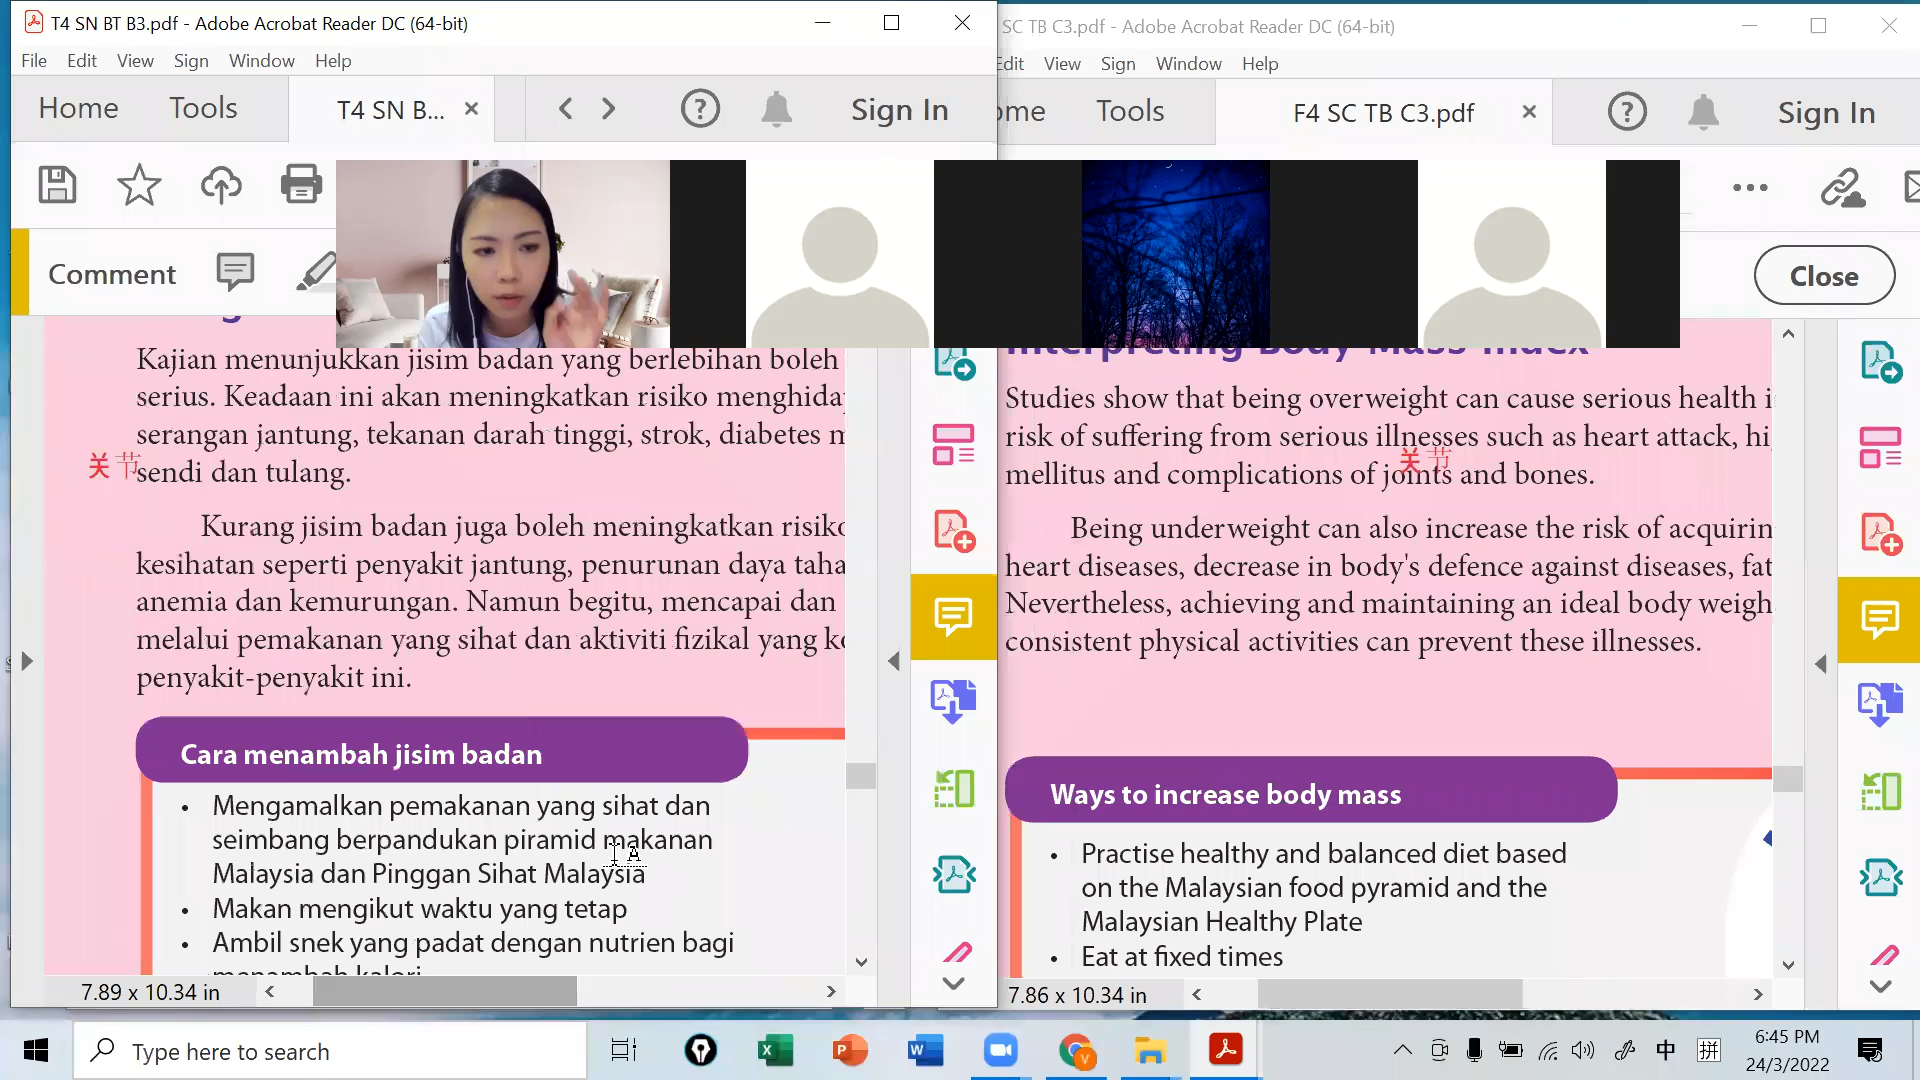 T4 SN BT B3.pdf - Adobe Acrobat Reader DC (64-bit)
File Edit View Sign Window Help
Home Tools T4 SN B... Sign In
Comment
Kajian menunjukkan jisim badan yang berlebihan boleh
serius. Keadaan ini akan meningkatkan risiko menghida
serangan jantung, tekanan darah tinggi, strok, diabetes m
关节
sendi dan tulang.
Kurang jisim badan juga boleh meningkatkan risiko
kesihatan seperti penyakit jantung, penurunan daya taha
anemia dan kemurungan. Namun begitu, mencapai dan
melalui pemakanan yang sihat dan aktiviti fizikal yang ko
penyakit-penyakit ini.
Cara menambah jisim badan
• Mengamalkan pemakanan yang sihat dan
seimbang berpandukan piramid makanan
Malaysia dan Pinggan Sihat Malaysia
• Makan mengikut waktu yang tetap
• Ambil snek yang padat dengan nutrien bagi
menambah kalori
7.89 x 10.34 in
SC TB C3.pdf - Adobe Acrobat Reader DC (64-bit)
Edit View Sign Window Help
ome Tools F4 SC TB C3.pdf Sign In
Close
Interpreting Body Mass Index
Studies show that being overweight can cause serious health i
risk of suffering from serious illnesses such as heart attack, hi
关节
mellitus and complications of joints and bones.
Being underweight can also increase the risk of acquirin
heart diseases, decrease in body's defence against diseases, fat
Nevertheless, achieving and maintaining an ideal body weigh
consistent physical activities can prevent these illnesses.
Ways to increase body mass
• Practise healthy and balanced diet based
on the Malaysian food pyramid and the
Malaysian Healthy Plate
• Eat at fixed times
7.86 x 10.34 in
Type here to search
中 拼
6:45 PM
24/3/2022